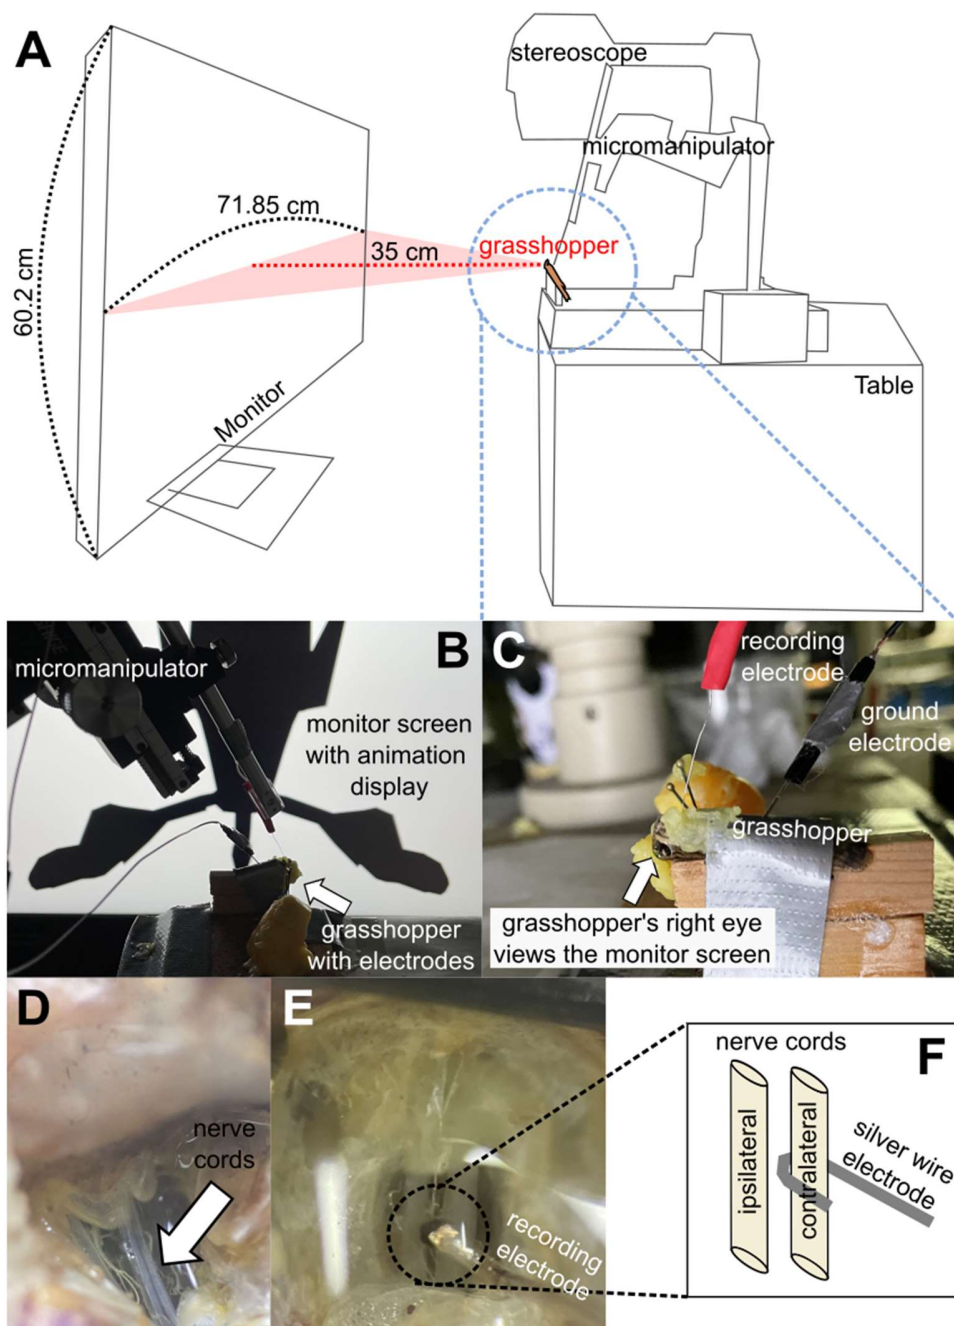 A
stereoscope
micromanipulator
71.85 cm
grasshopper
35 cm
60.2 cm
Monitor
Table
B
micromanipulator
monitor screen
with animation
display
grasshopper
with electrodes
C
recording
electrode
ground
electrode
grasshopper
grasshopper's right eye
views the monitor screen
D
nerve
cords
E
recording
electrode
F
nerve cords
ipsilateral
contralateral
silver wire
electrode